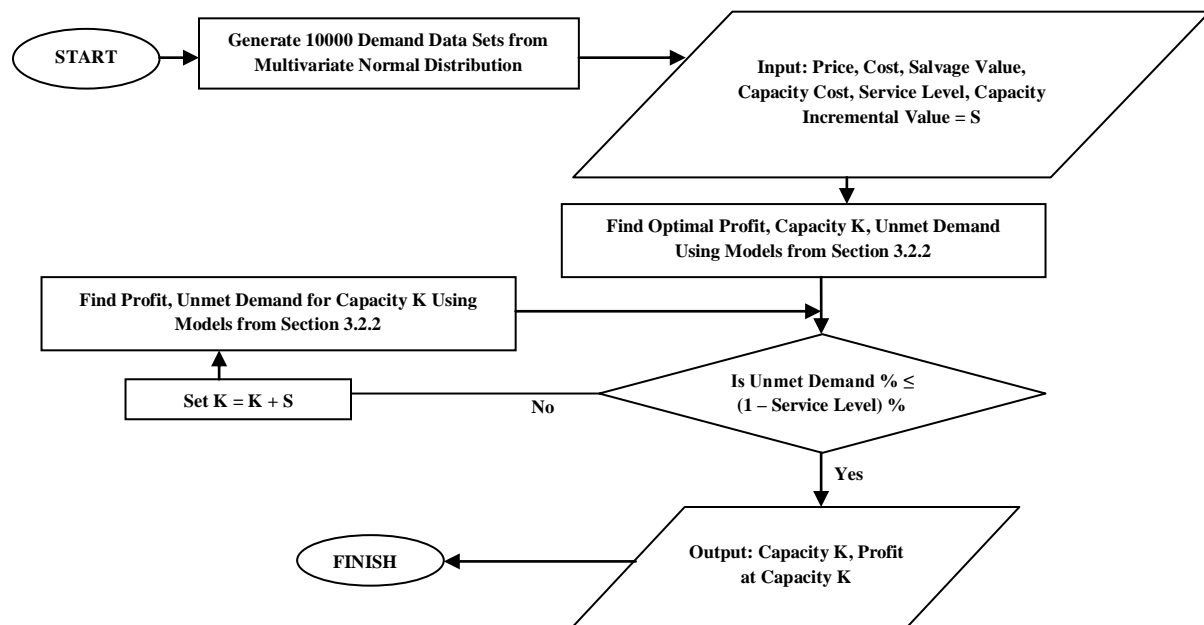 START
Generate 10000 Demand Data Sets from
Multivariate Normal Distribution
Input: Price, Cost, Salvage Value,
Capacity Cost, Service Level, Capacity
Incremental Value = S
Find Optimal Profit, Capacity K, Unmet Demand
Using Models from Section 3.2.2
Find Profit, Unmet Demand for Capacity K Using
Models from Section 3.2.2
Set K = K + S
No
Is Unmet Demand % ≤
(1 – Service Level) %
Yes
Output: Capacity K, Profit
at Capacity K
FINISH